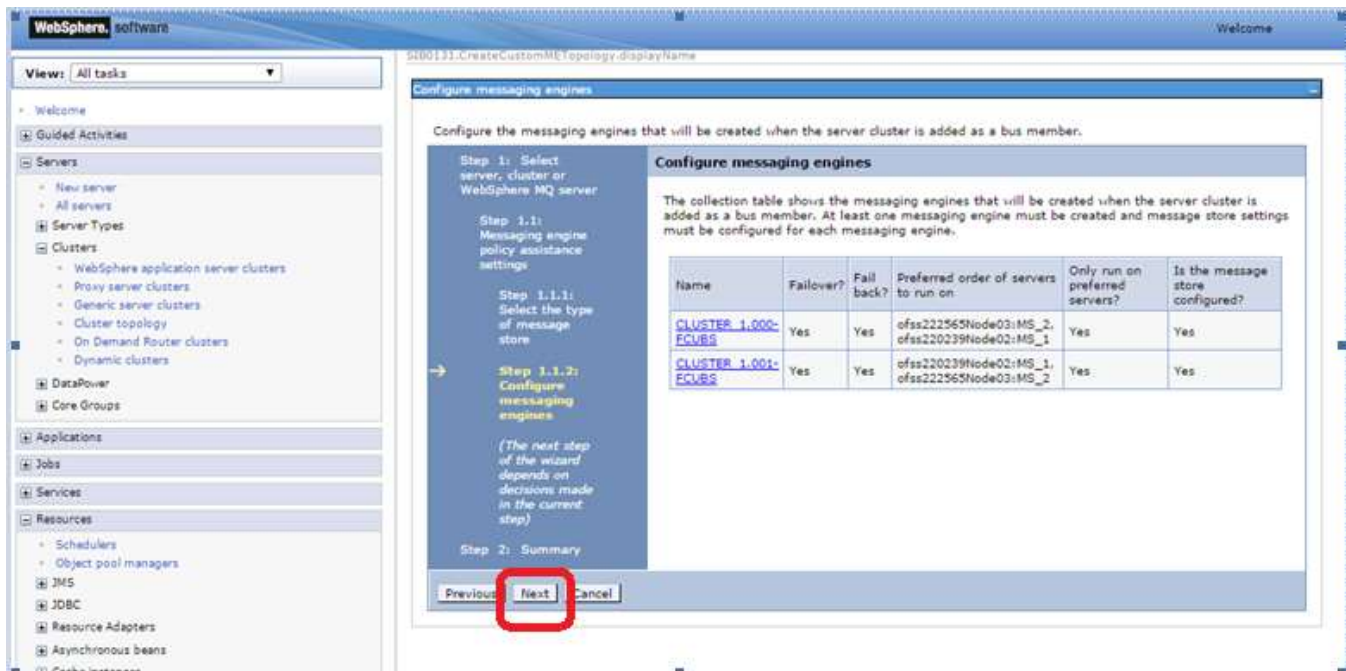 WebSphere. software
Welcome
View: All tasks
Welcome
Guided Activities
Servers
New server
All servers
Server Types
Clusters
WebSphere application server clusters
Proxy server clusters
Generic server clusters
Cluster topology
On Demand Router clusters
Dynamic clusters
DataPower
Core Groups
Applications
Jobs
Services
Resources
Schedulers
Object pool managers
JMS
JDBC
Resource Adapters
Asynchronous beans
Cache instances
SIB0131.CreateCustomMETopology.displayName
Configure messaging engines
Configure the messaging engines that will be created when the server cluster is added as a bus member.
Step 1: Select
server, cluster or
WebSphere MQ server
Step 1.1:
Messaging engine
policy assistance
settings
Step 1.1.1:
Select the type
of message
store
Step 1.1.2:
Configure
messaging
engines
(The next step
of the wizard
depends on
decisions made
in the current
step)
Step 2: Summary
Configure messaging engines
The collection table shows the messaging engines that will be created when the server cluster is
added as a bus member. At least one messaging engine must be created and message store settings
must be configured for each messaging engine.
Name
Failover?
Fail
back?
Preferred order of servers
to run on
Only run on
preferred
servers?
Is the message
store
configured?
CLUSTER_1.000-
FCUBS
Yes
Yes
ofss222565Node03:MS_2,
ofss220239Node02:MS_1
Yes
Yes
CLUSTER_1.001-
FCUBS
Yes
Yes
ofss220239Node02:MS_1,
ofss222565Node03:MS_2
Yes
Yes
Previous
Next
Cancel